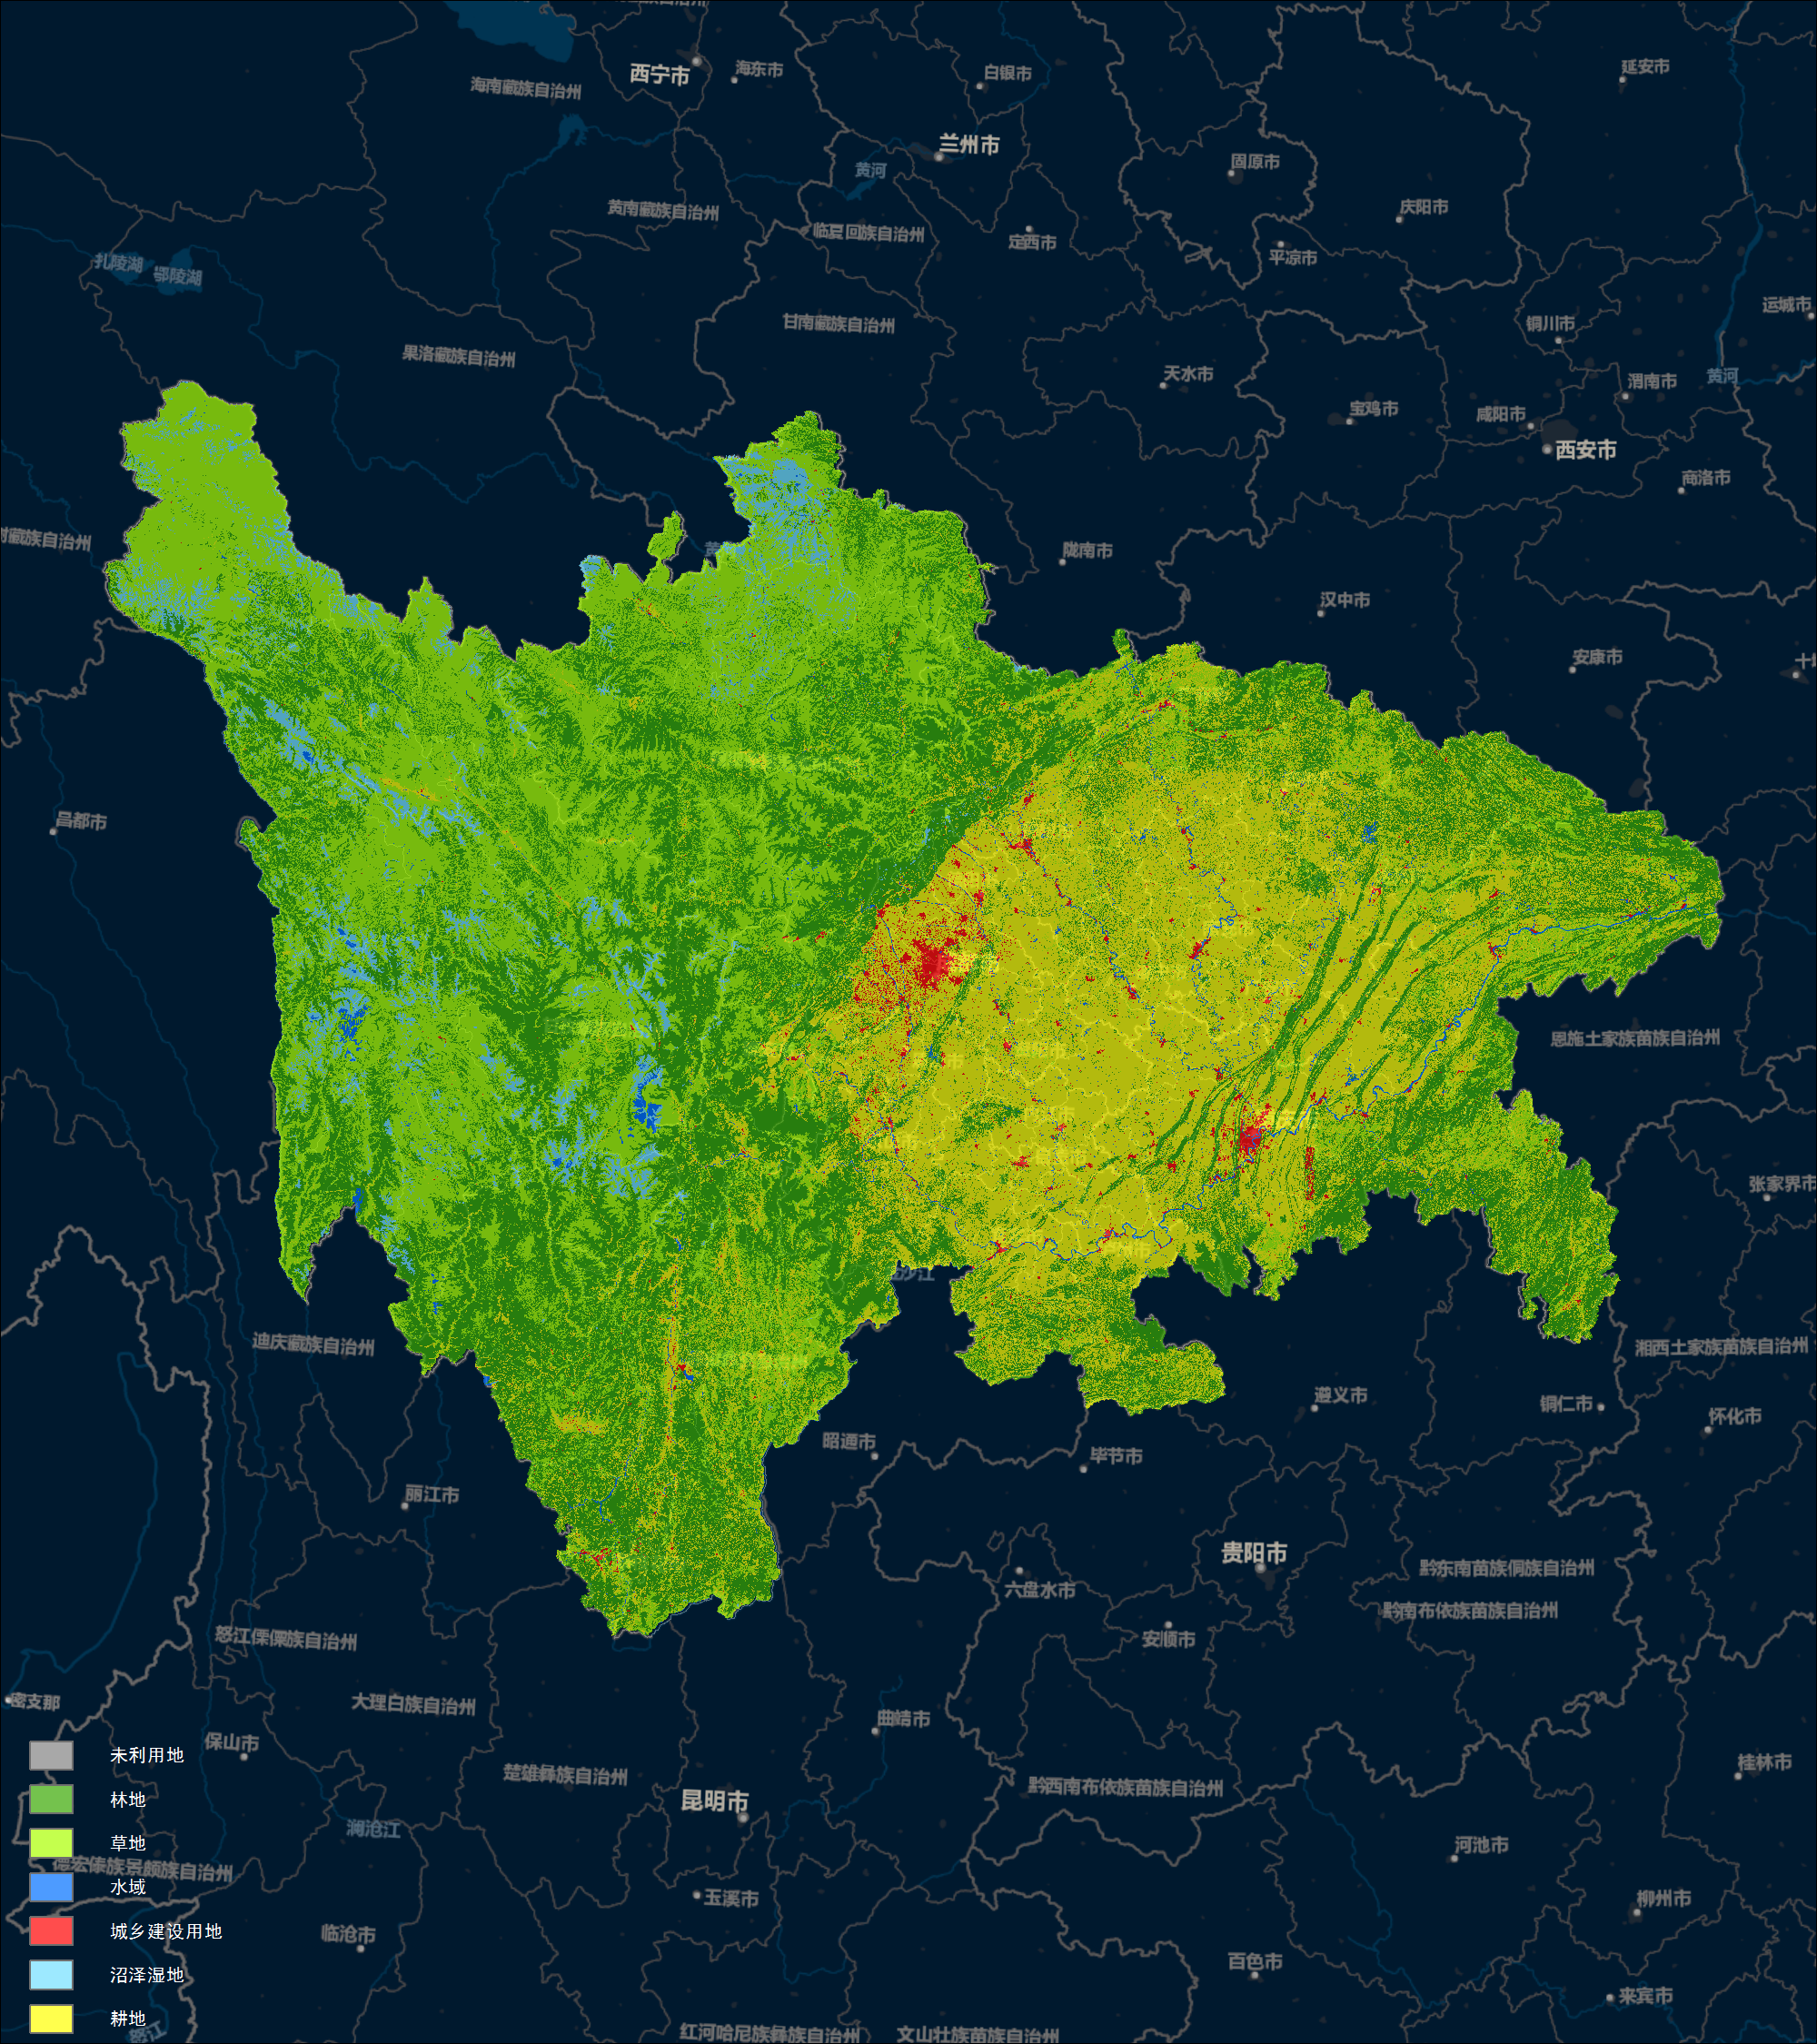 海南藏族自治州
西宁市
海东市
白银市
延安市
兰州市
黄河
固原市
庆阳市
黄南藏族自治州
临夏回族自治州
定西市
平凉市
扎陵湖
鄂陵湖
运城市
甘南藏族自治州
铜川市
果洛藏族自治州
天水市
渭南市
黄河
宝鸡市
咸阳市
西安市
商洛市
藏族自治州
陇南市
汉中市
安康市
昌都市
恩施土家族苗族自治州
张家界市
迪庆藏族自治州
湘西土家族苗族自治州
遵义市
铜仁市
怀化市
昭通市
毕节市
丽江市
贵阳市
黔东南苗族侗族自治州
六盘水市
黔南布依族苗族自治州
怒江傈僳族自治州
安顺市
密支那
大理白族自治州
曲靖市
保山市
未利用地
桂林市
楚雄彝族自治州
黔西南布依族苗族自治州
林地
昆明市
澜沧江
草地
河池市
德宏傣族景颇族自治州
水域
玉溪市
柳州市
城乡建设用地
临沧市
百色市
沼泽湿地
来宾市
耕地
怒江
红河哈尼族彝族自治州
文山壮族苗族自治州